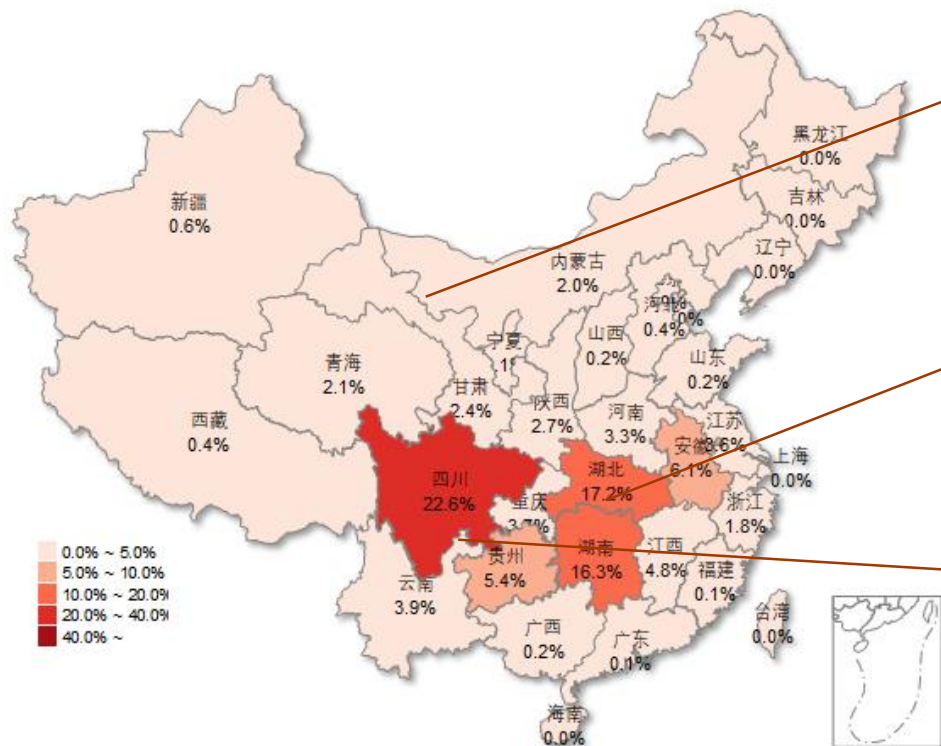 黑龙江
0.0%
吉林
0.0%
辽宁
0.0%
新疆
0.6%
内蒙古
2.0%
河北
0.4%
山西
0.2%
宁夏
山东
0.2%
青海
2.1%
甘肃
2.4%
陕西
2.7%
河南
3.3%
江苏
3.6%
安徽
6.1%
上海
0.0%
西藏
0.4%
四川
22.6%
重庆
3.7%
湖北
17.2%
浙江
1.8%
湖南
16.3%
江西
4.8%
福建
0.1%
贵州
5.4%
云南
3.9%
台湾
0.0%
广西
0.2%
广东
0.1%
海南
0.0%
0.0% ~ 5.0%
5.0% ~ 10.0%
10.0% ~ 20.0%
20.0% ~ 40.0%
40.0% ~